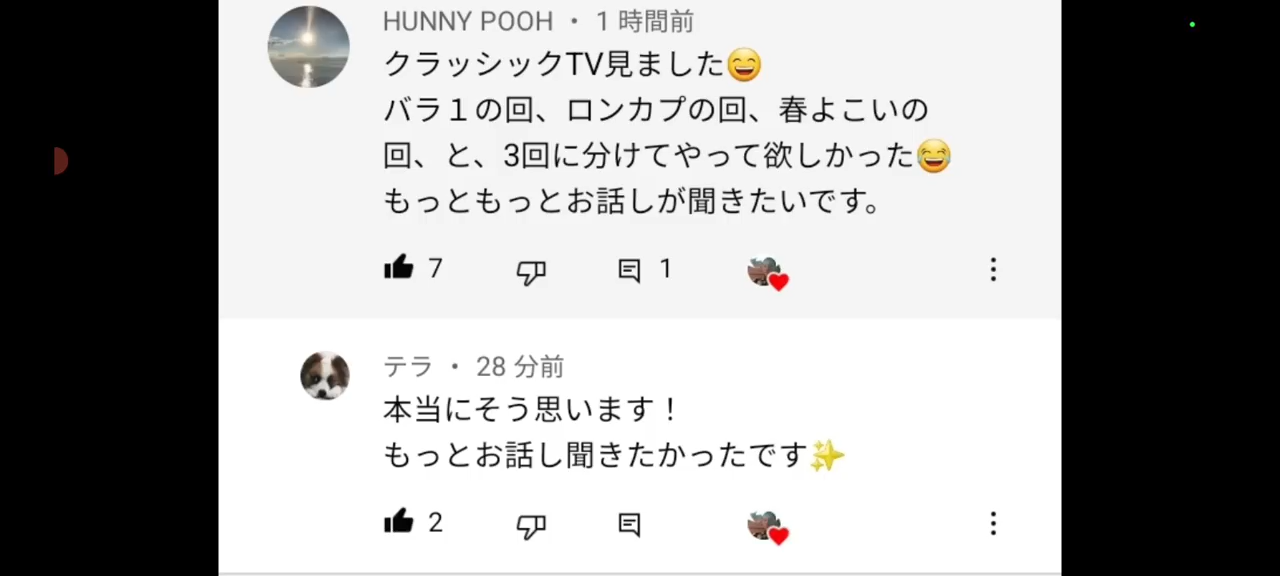 HUNNY POOH • 1 時間前
クラッシックTV見ました😄
バラ１の回、ロンカプの回、春よこいの
回、と、3回に分けてやって欲しかった😂
もっともっとお話しが聞きたいです。
7 1
テラ • 28 分前
本当にそう思います！
もっとお話し聞きたかったです✨
2